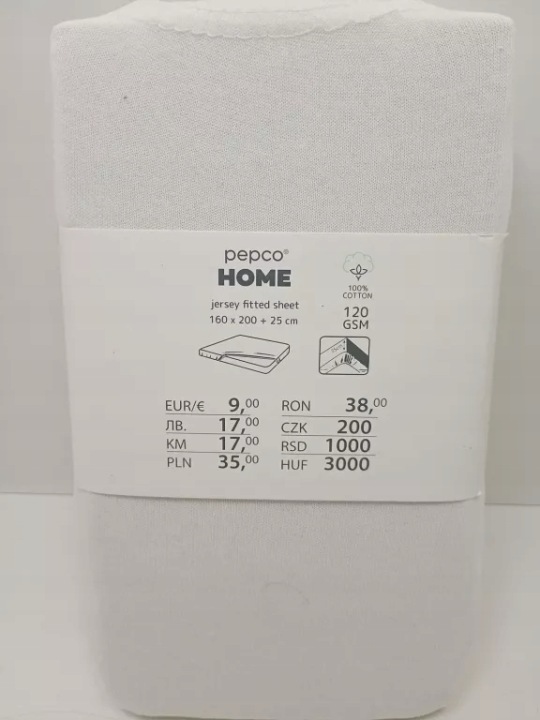 pepco®
HOME
jersey fitted sheet
160 x 200 + 25 cm
100%
COTTON
120
GSM
EUR/€ 9,00
ЛВ. 17,00
KM 17,00
PLN 35,00
RON 38,00
CZK 200
RSD 1000
HUF 3000